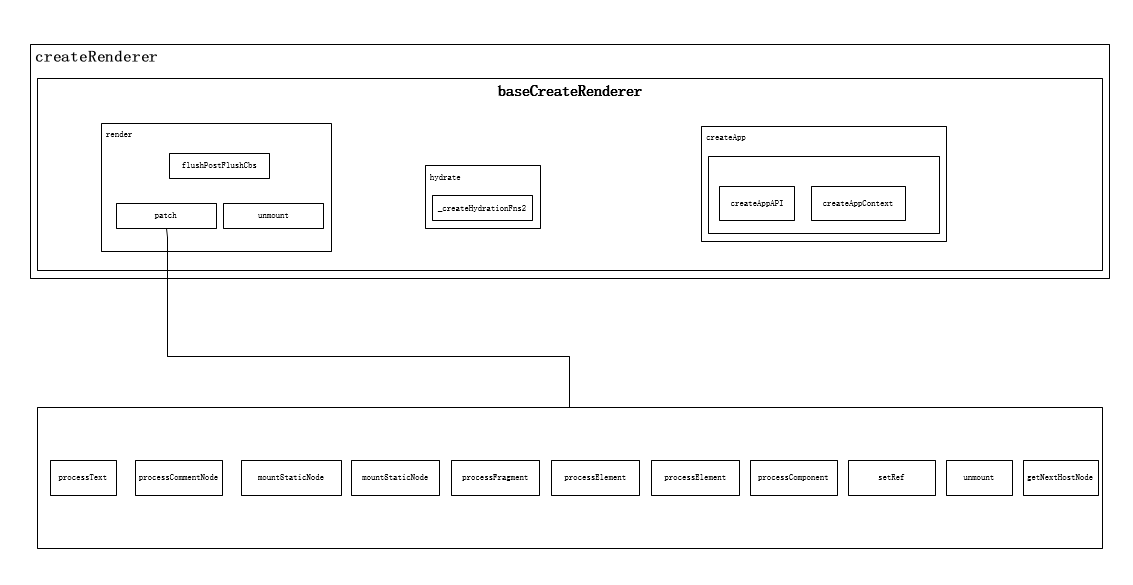 createRenderer
baseCreateRenderer
render
flushPostFlushCbs
patch
unmount
hydrate
_createHydrationFns2
createApp
createAppAPI
createAppContext
processText
processCommentNode
mountStaticNode
mountStaticNode
processFragment
processElement
processElement
processComponent
setRef
unmount
getNextHostNode